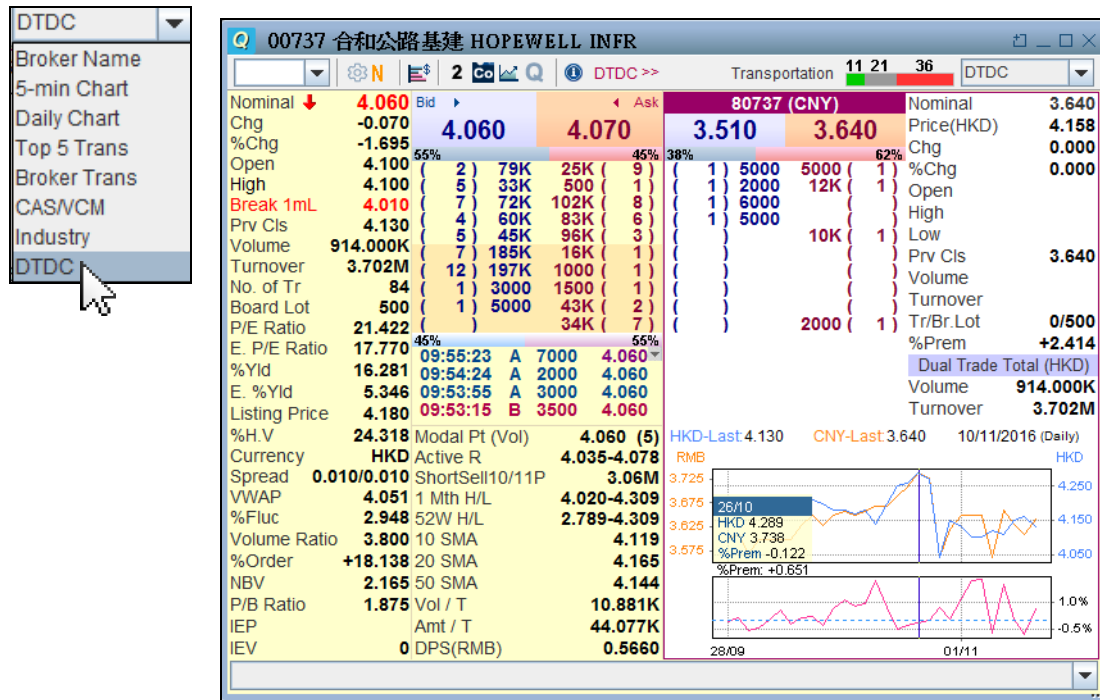 DTDC
Broker Name
5-min Chart
Daily Chart
Top 5 Trans
Broker Trans
CAS/VCM
Industry
DTDC
Q 00737 合和公路基建 HOPEWELL INFR
N $ 2 Co Q DTDC >> Transportation 11 21 36 DTDC
Nominal 4.060
Chg -0.070
%Chg -1.695
Open 4.100
High 4.100
Break 1mL 4.010
Prv Cls 4.130
Volume 914.000K
Turnover 3.702M
No. of Tr 84
Board Lot 500
P/E Ratio 21.422
E. P/E Ratio 17.770
%Yld 16.281
E. %Yld 5.346
Listing Price 4.180
%H.V 24.318
Currency HKD
Spread 0.010/0.010
VWAP 4.051
%Fluc 2.948
Volume Ratio 3.800
%Order +18.138
NBV 2.165
P/B Ratio 1.875
IEP
IEV 0
Bid Ask
4.060 4.070
55% 45%
( 2) 79K 25K ( 9)
( 5) 33K 500 ( 1)
( 7) 72K 102K ( 8)
( 4) 60K 83K ( 6)
( 5) 45K 96K ( 3)
( 7) 185K 16K ( 1)
( 12) 197K 1000 ( 1)
( 1) 3000 1500 ( 1)
( 1) 5000 43K ( 2)
( ) 34K ( 7)
45% 55%
09:55:23 A 7000 4.060
09:54:24 A 2000 4.060
09:53:55 A 3000 4.060
09:53:15 B 3500 4.060
Modal Pt (Vol) 4.060 (5)
Active R 4.035-4.078
ShortSell10/11P 3.06M
1 Mth H/L 4.020-4.309
52W H/L 2.789-4.309
10 SMA 4.119
20 SMA 4.165
50 SMA 4.144
Vol / T 10.881K
Amt / T 44.077K
DPS(RMB) 0.5660
80737 (CNY)
3.510 3.640
38% 62%
( 1) 5000 5000 ( 1)
( 1) 2000 12K ( 1)
( 1) 6000 ( )
( 1) 5000 ( )
( ) 10K ( 1)
( ) ( )
( ) ( )
( ) ( )
( ) ( )
( ) 2000 ( 1)
Nominal 3.640
Price(HKD) 4.158
Chg 0.000
%Chg 0.000
Open
High
Low
Prv Cls 3.640
Volume
Turnover
Tr/Br.Lot 0/500
%Prem +2.414
Dual Trade Total (HKD)
Volume 914.000K
Turnover 3.702M
HKD-Last:4.130 CNY-Last:3.640 10/11/2016 (Daily)
RMB HKD
3.725
3.675
3.625
3.575
4.250
4.150
4.050
26/10
HKD 4.289
CNY 3.738
%Prem -0.122
%Prem: +0.651
1.0%
-0.5%
28/09 01/11